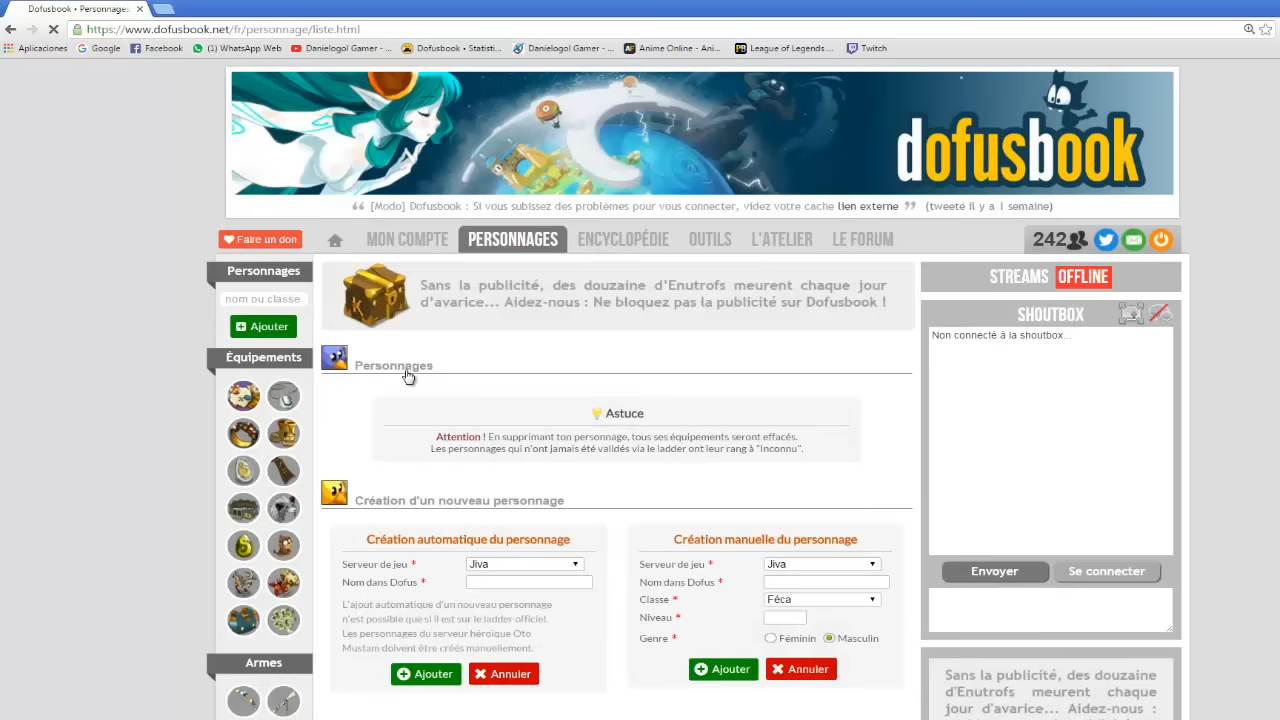 Dofusbook • Personnages
https://www.dofusbook.net/fr/personnage/liste.html
Aplicaciones Google Facebook (1) WhatsApp Web Danielogol Gamer - ... Dofusbook • Statisti... Danielogol Gamer - ... Anime Online - Ani... League of Legends ... Twitch
dofusbook
[Modo] Dofusbook : Si vous subissez des problèmes pour vous connecter, videz votre cache lien externe (tweeté il y a 1 semaine)
Faire un don MON COMPTE PERSONNAGES ENCYCLOPÉDIE OUTILS L'ATELIER LE FORUM 242
Personnages
nom ou classe
Ajouter
Équipements
Armes
Sans la publicité, des douzaine d'Enutrofs meurent chaque jour
d'avarice... Aidez-nous : Ne bloquez pas la publicité sur Dofusbook !
Personnages
Astuce
Attention ! En supprimant ton personnage, tous ses équipements seront effacés.
Les personnages qui n'ont jamais été validés via le ladder ont leur rang à "Inconnu".
Création d'un nouveau personnage
Création automatique du personnage
Serveur de jeu * Jiva
Nom dans Dofus *
L'ajout automatique d'un nouveau personnage
n'est possible que si il est sur le ladder officiel.
Les personnages du serveur héroïque Oto
Mustam doivent être créés manuellement.
Ajouter Annuler
Création manuelle du personnage
Serveur de jeu * Jiva
Nom dans Dofus *
Classe * Féca
Niveau *
Genre * Féminin Masculin
Ajouter Annuler
STREAMS OFFLINE
SHOUTBOX
Non connecté à la shoutbox...
Envoyer Se connecter
Sans la publicité, des douzaine
d'Enutrofs meurent chaque
jour d'avarice... Aidez-nous :